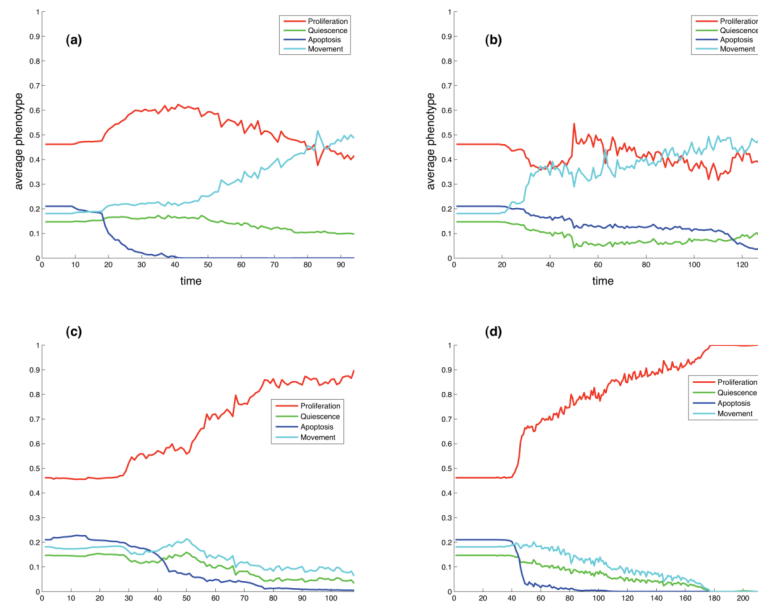 (a)
Proliferation
Quiescence
Apoptosis
Movement
average phenotype
1
0.9
0.8
0.7
0.6
0.5
0.4
0.3
0.2
0.1
0
0 10 20 30 40 50 60 70 80 90
time
(b)
Proliferation
Quiescence
Apoptosis
Movement
average phenotype
1
0.9
0.8
0.7
0.6
0.5
0.4
0.3
0.2
0.1
0
0 20 40 60 80 100 120
time
(c)
Proliferation
Quiescence
Apoptosis
Movement
1
0.9
0.8
0.7
0.6
0.5
0.4
0.3
0.2
0.1
0
0 10 20 30 40 50 60 70 80 90 100
(d)
Proliferation
Quiescence
Apoptosis
Movement
1
0.9
0.8
0.7
0.6
0.5
0.4
0.3
0.2
0.1
0
0 20 40 60 80 100 120 140 160 180 200